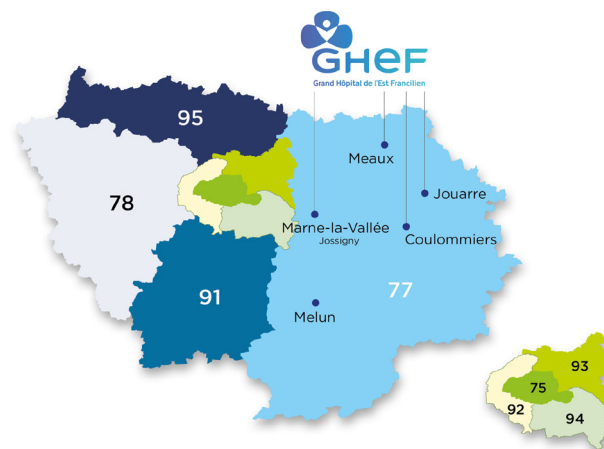 GHEF
Grand Hôpital de l'Est Francilien
95
Meaux
78
Jouarre
Marne-la-Vallée
Jossigny
Coulommiers
91
77
Melun
93
75
92
94